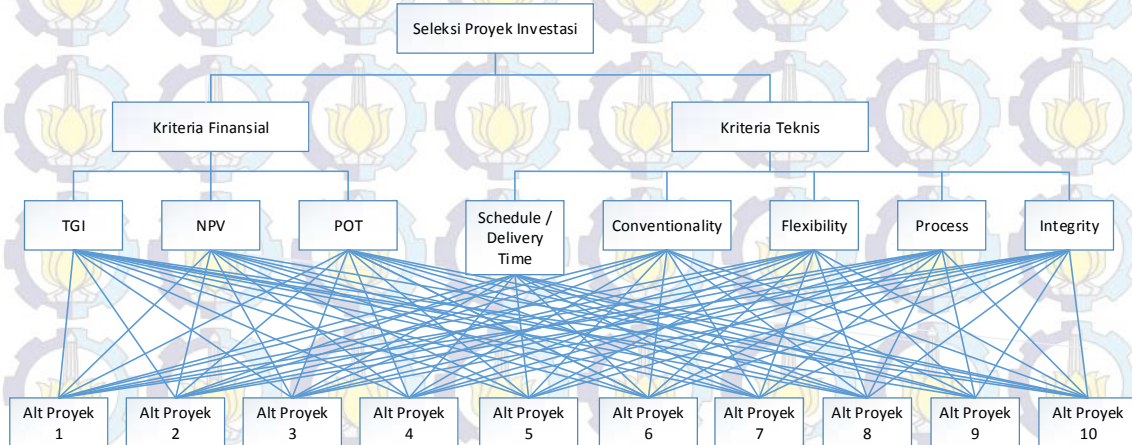 Seleksi Proyek Investasi
Kriteria Finansial
Kriteria Teknis
TGI
NPV
POT
Schedule /
Delivery
Time
Conventionality
Flexibility
Process
Integrity
Alt Proyek
1
Alt Proyek
2
Alt Proyek
3
Alt Proyek
4
Alt Proyek
5
Alt Proyek
6
Alt Proyek
7
Alt Proyek
8
Alt Proyek
9
Alt Proyek
10